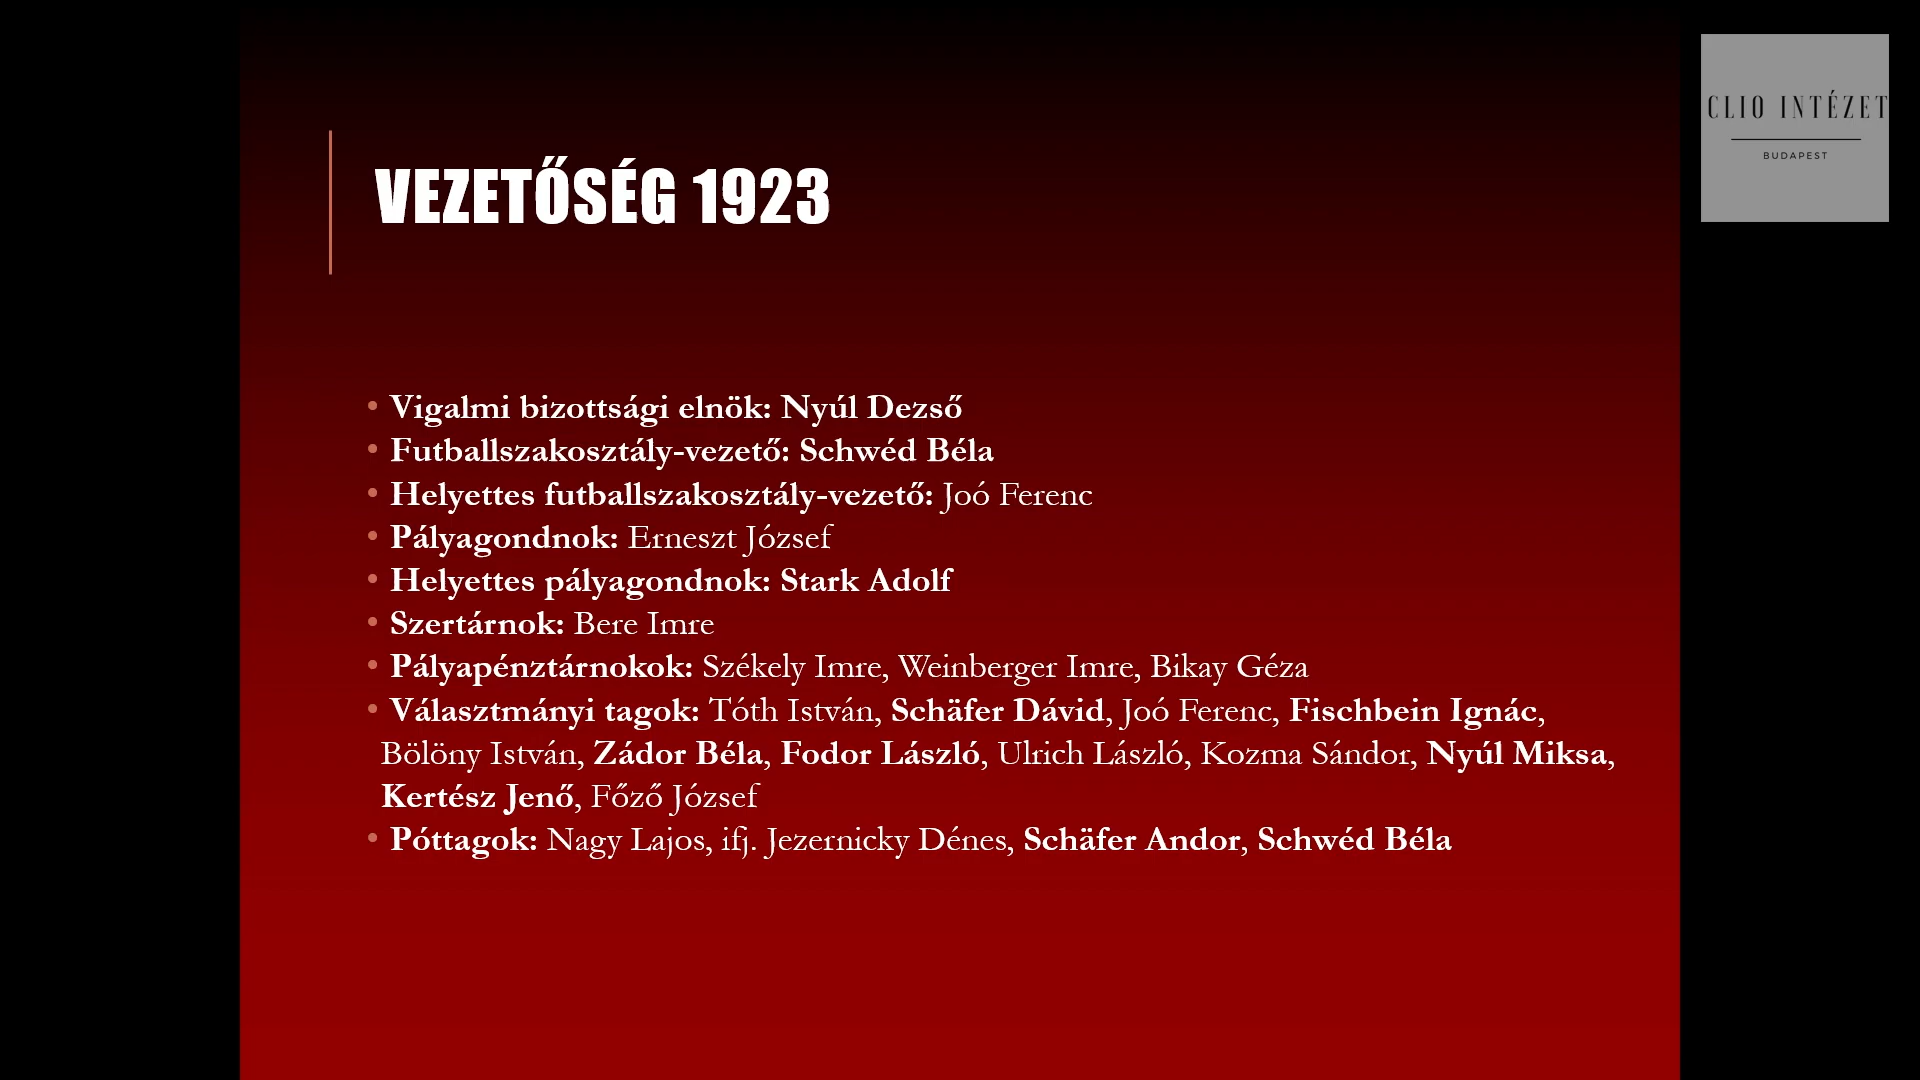 CLIO INTÉZET
BUDAPEST
VEZETŐSÉG 1923
• Vigalmi bizottsági elnök: Nyúl Dezső
• Futballszakosztály-vezető: Schwéd Béla
• Helyettes futballszakosztály-vezető: Joó Ferenc
• Pályagondnok: Erneszt József
• Helyettes pályagondnok: Stark Adolf
• Szertárnok: Bere Imre
• Pályapénztárnokok: Székely Imre, Weinberger Imre, Bikay Géza
• Választmányi tagok: Tóth István, Schäfer Dávid, Joó Ferenc, Fischbein Ignác,
Bölöny István, Zádor Béla, Fodor László, Ulrich László, Kozma Sándor, Nyúl Miksa,
Kertész Jenő, Főző József
• Póttagok: Nagy Lajos, ifj. Jezernicky Dénes, Schäfer Andor, Schwéd Béla